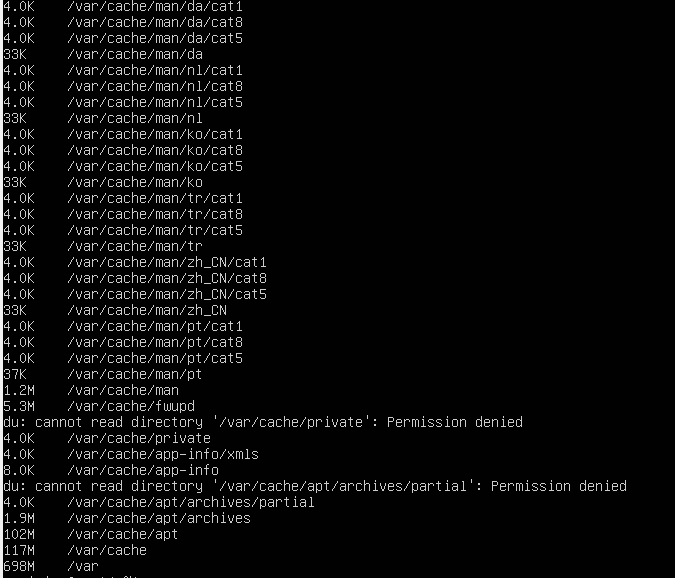 4.0K /var/cache/man/da/cat1
4.0K /var/cache/man/da/cat8
4.0K /var/cache/man/da/cat5
33K /var/cache/man/da
4.0K /var/cache/man/nl/cat1
4.0K /var/cache/man/nl/cat8
4.0K /var/cache/man/nl/cat5
33K /var/cache/man/nl
4.0K /var/cache/man/ko/cat1
4.0K /var/cache/man/ko/cat8
4.0K /var/cache/man/ko/cat5
33K /var/cache/man/ko
4.0K /var/cache/man/tr/cat1
4.0K /var/cache/man/tr/cat8
4.0K /var/cache/man/tr/cat5
33K /var/cache/man/tr
4.0K /var/cache/man/zh_CN/cat1
4.0K /var/cache/man/zh_CN/cat8
4.0K /var/cache/man/zh_CN/cat5
33K /var/cache/man/zh_CN
4.0K /var/cache/man/pt/cat1
4.0K /var/cache/man/pt/cat8
4.0K /var/cache/man/pt/cat5
37K /var/cache/man/pt
1.2M /var/cache/man
5.3M /var/cache/fwupd
du: cannot read directory '/var/cache/private': Permission denied
4.0K /var/cache/private
4.0K /var/cache/app-info/xmls
8.0K /var/cache/app-info
du: cannot read directory '/var/cache/apt/archives/partial': Permission denied
4.0K /var/cache/apt/archives/partial
1.9M /var/cache/apt/archives
102M /var/cache/apt
117M /var/cache
698M /var